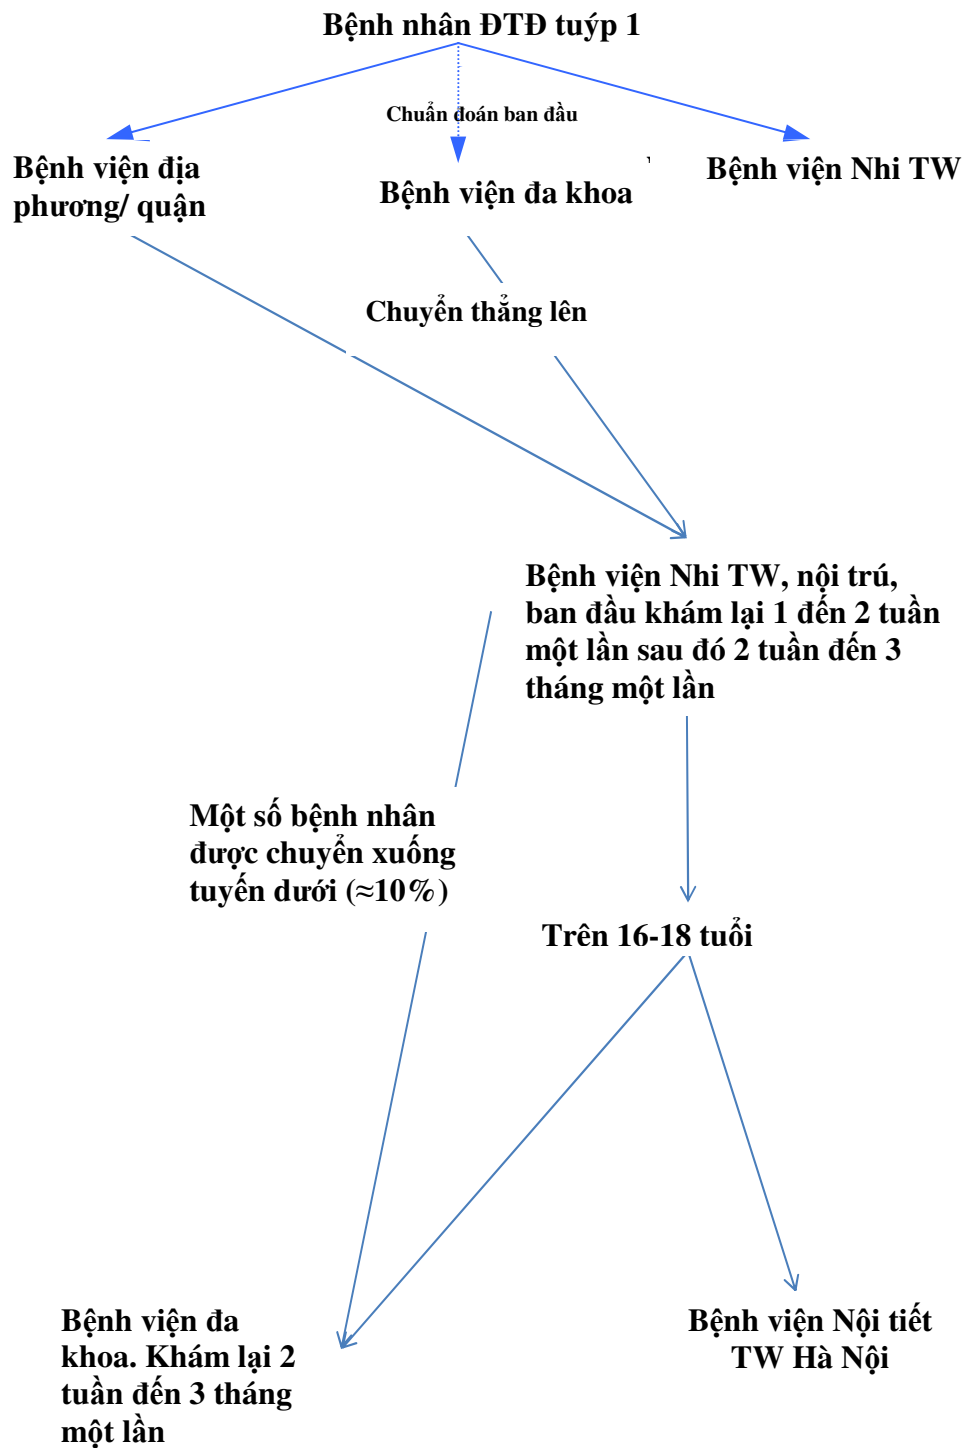 Bệnh nhân ĐTĐ tuýp 1
Chuẩn đoán ban đầu
Bệnh viện địa
phương/ quận
Bệnh viện đa khoa
Bệnh viện Nhi TW
Chuyển thẳng lên
Bệnh viện Nhi TW, nội trú,
ban đầu khám lại 1 đến 2 tuần
một lần sau đó 2 tuần đến 3
tháng một lần
Một số bệnh nhân
được chuyển xuống
tuyến dưới (≈10%)
Trên 16-18 tuổi
Bệnh viện đa
khoa. Khám lại 2
tuần đến 3 tháng
một lần
Bệnh viện Nội tiết
TW Hà Nội